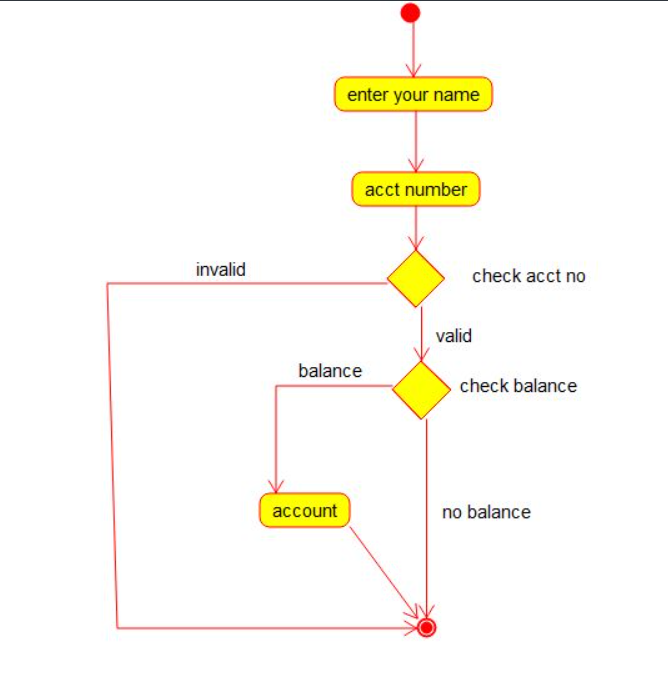 enter your name
acct number
invalid
check acct no
valid
balance
check balance
account
no balance